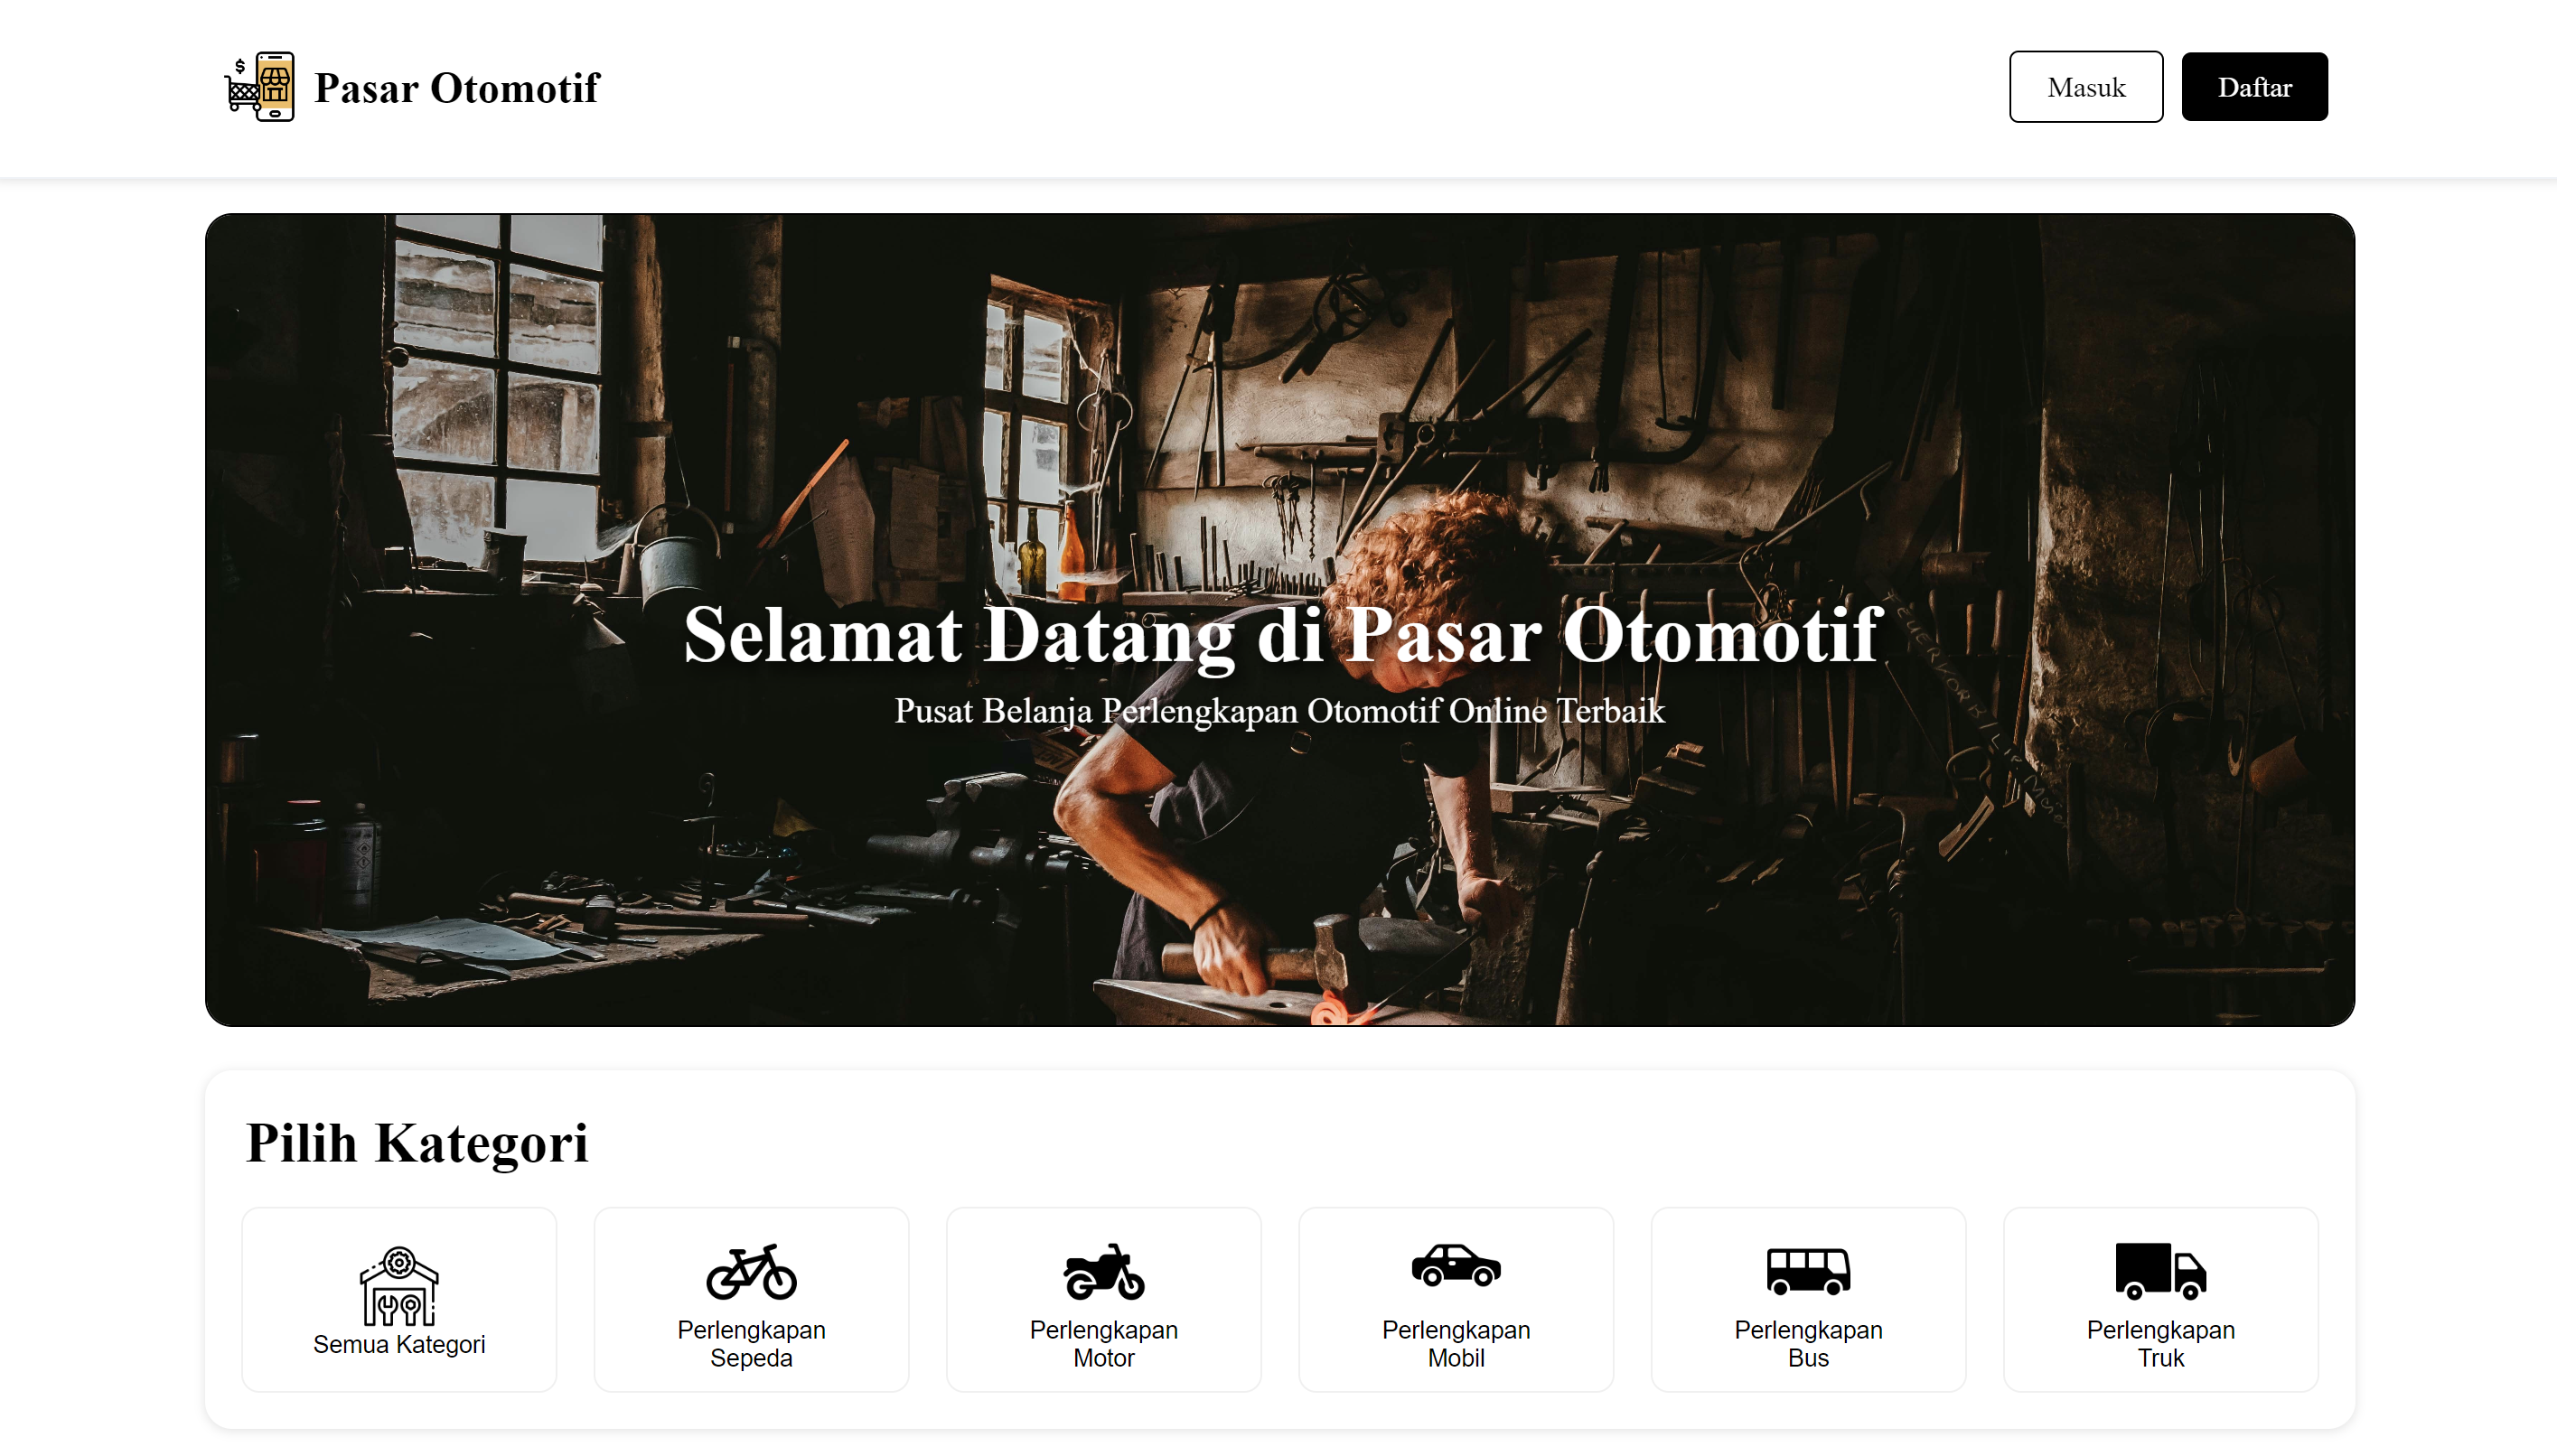 $
Pasar Otomotif
Masuk
Daftar
Selamat Datang di Pasar Otomotif
Pusat Belanja Perlengkapan Otomotif Online Terbaik
Pilih Kategori
Semua Kategori
Perlengkapan
Sepeda
Perlengkapan
Motor
Perlengkapan
Mobil
Perlengkapan
Bus
Perlengkapan
Truk